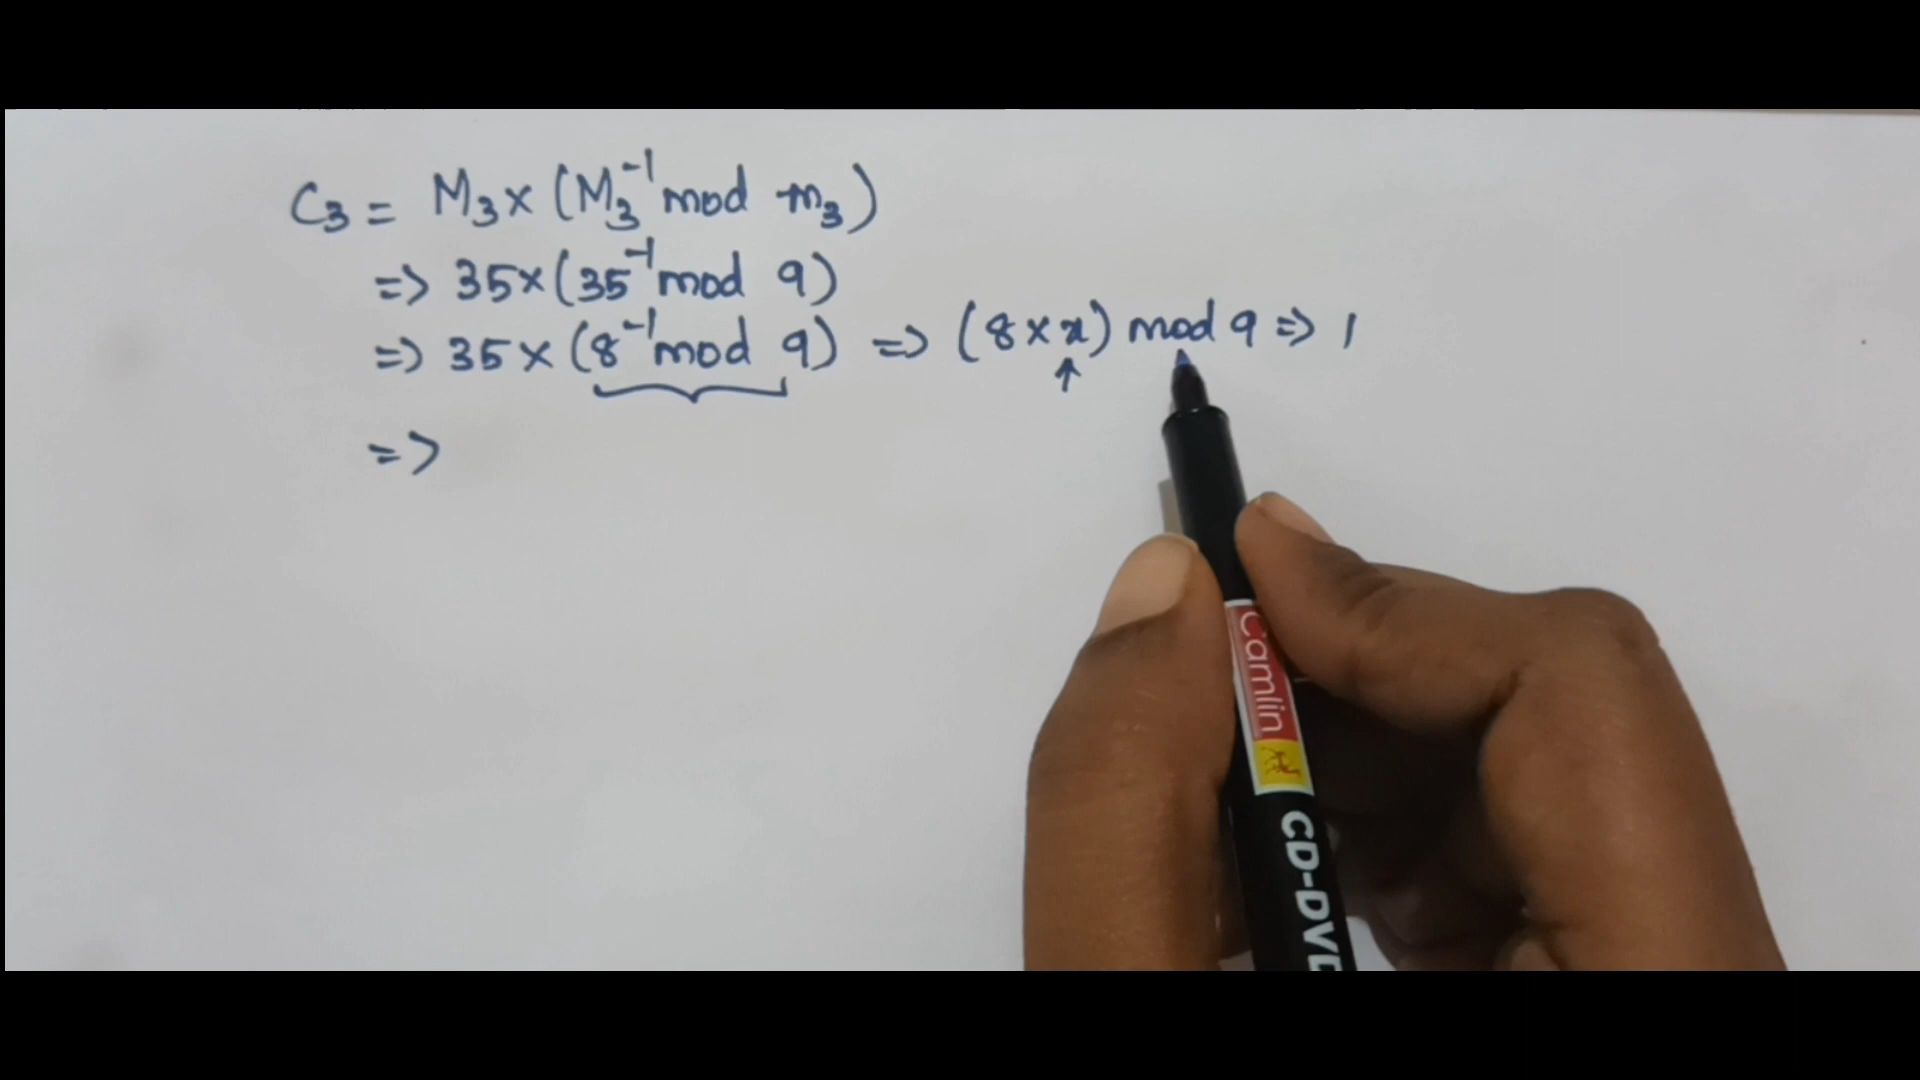 C₃ = M₃ × (M₃⁻¹ mod m₃)
=> 35 × (35⁻¹ mod 9)
=> 35 × (8⁻¹ mod 9) => (8 × x) mod 9 => 1
=>
Camlin
CD-DVD